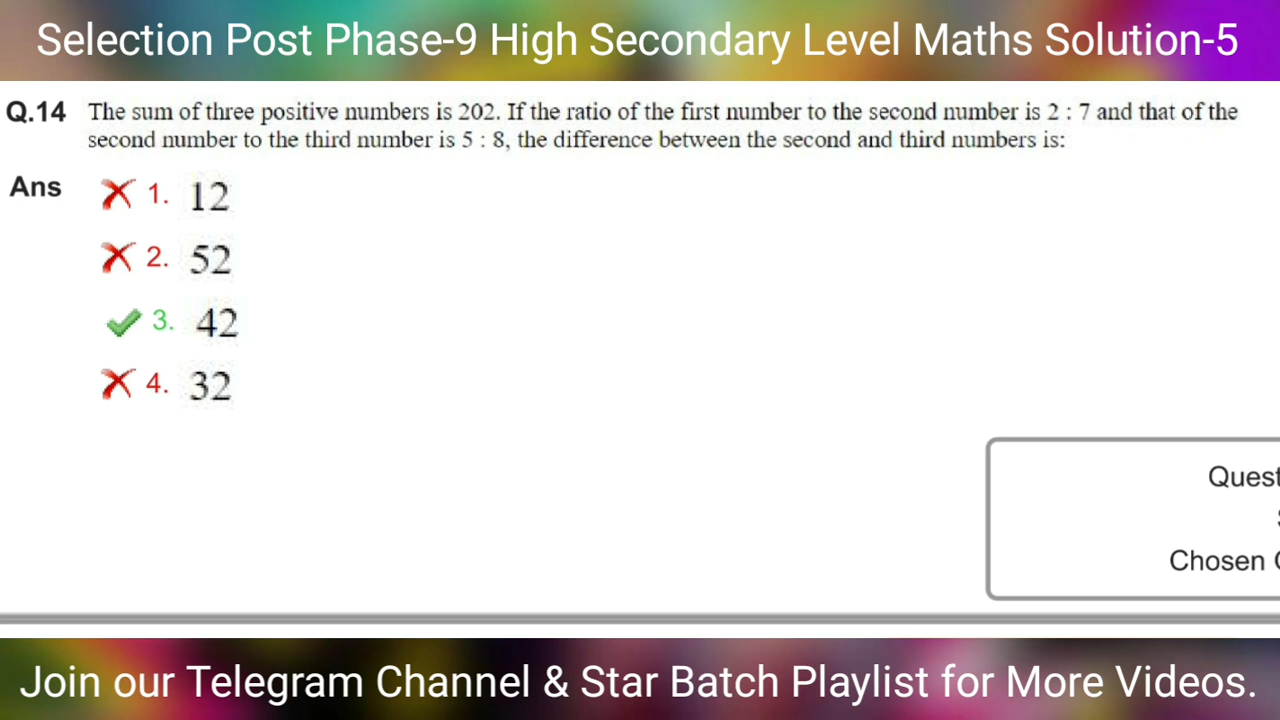 Selection Post Phase-9 High Secondary Level Maths Solution-5
Q.14 The sum of three positive numbers is 202. If the ratio of the first number to the second number is 2 : 7 and that of the
second number to the third number is 5 : 8, the difference between the second and third numbers is:
Ans 1. 12
2. 52
3. 42
4. 32
Quest
Chosen
Join our Telegram Channel & Star Batch Playlist for More Videos.